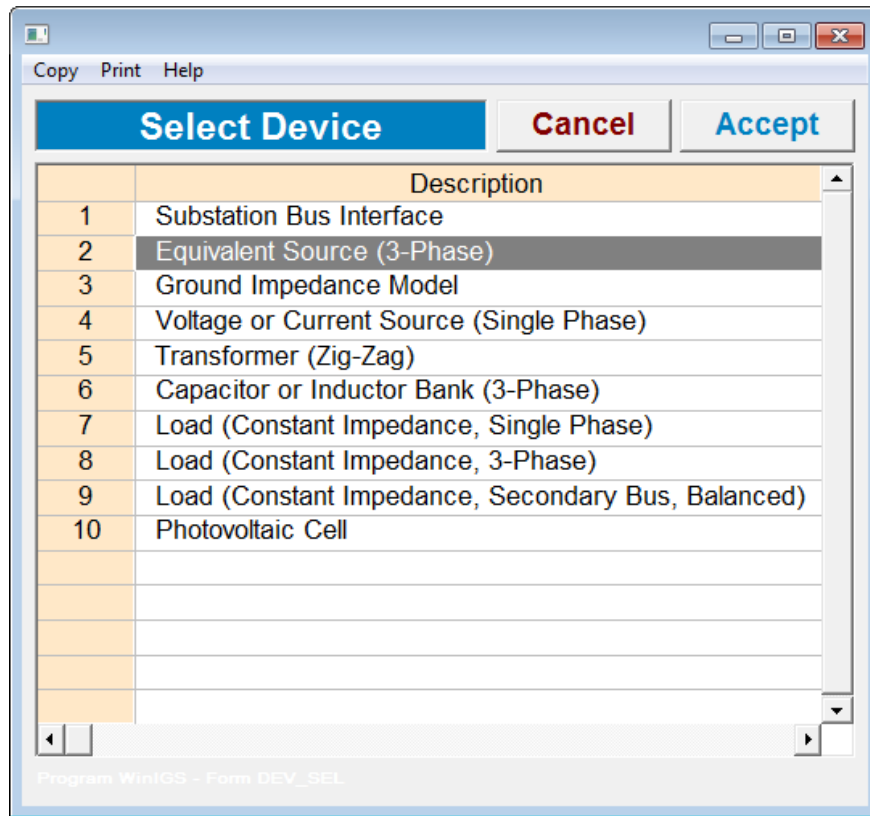 Copy Print Help
Select Device Cancel Accept
Description
1 Substation Bus Interface
2 Equivalent Source (3-Phase)
3 Ground Impedance Model
4 Voltage or Current Source (Single Phase)
5 Transformer (Zig-Zag)
6 Capacitor or Inductor Bank (3-Phase)
7 Load (Constant Impedance, Single Phase)
8 Load (Constant Impedance, 3-Phase)
9 Load (Constant Impedance, Secondary Bus, Balanced)
10 Photovoltaic Cell
Program WinIGS - Form DEV_SEL